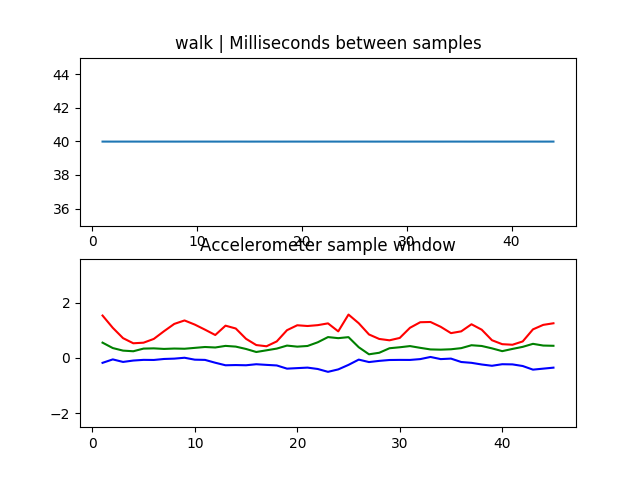 walk | Milliseconds between samples
44
42
40
38
36
0 10 20 30 40
Accelerometer sample window
2
0
−2
0 10 20 30 40